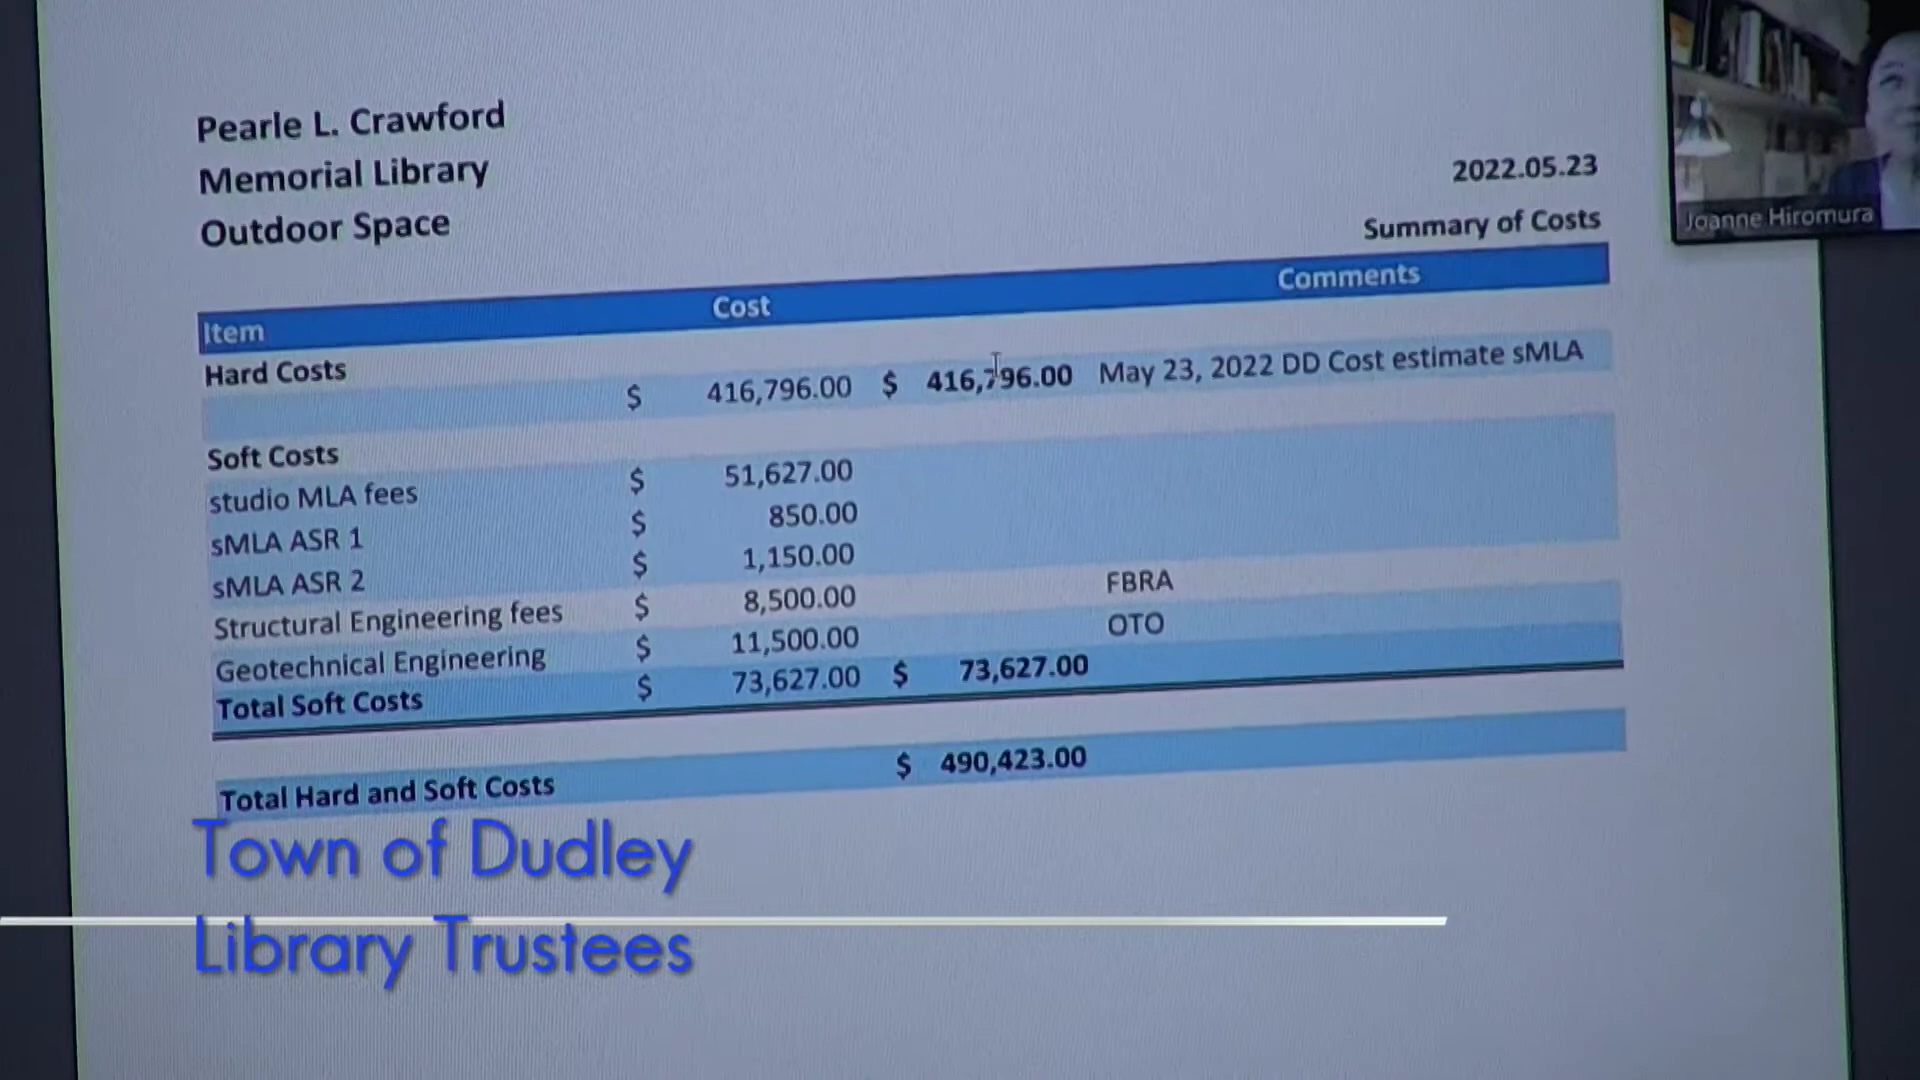 Pearle L. Crawford
Memorial Library
Outdoor Space
2022.05.23
Summary of Costs
Item Cost Comments
Hard Costs
$ 416,796.00 $ 416,796.00 May 23, 2022 DD Cost estimate sMLA
Soft Costs
studio MLA fees $ 51,627.00
sMLA ASR 1 $ 850.00
sMLA ASR 2 $ 1,150.00
Structural Engineering fees $ 8,500.00 FBRA
Geotechnical Engineering $ 11,500.00 OTO
Total Soft Costs $ 73,627.00 $ 73,627.00
Total Hard and Soft Costs $ 490,423.00
Joanne Hiromura
Town of Dudley
Library Trustees